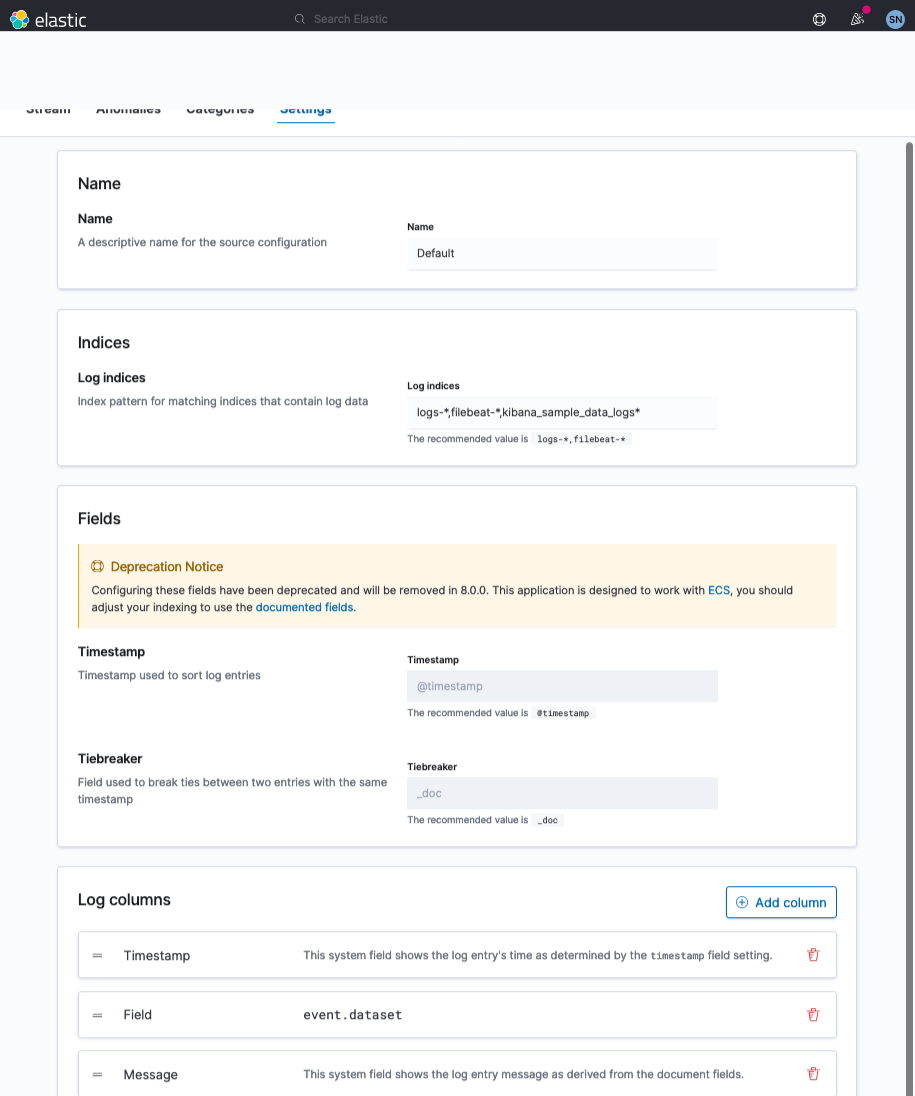 elastic
Search Elastic
SN
Stream Anomalies Categories Settings
Name
Name
A descriptive name for the source configuration
Name
Default
Indices
Log indices
Index pattern for matching indices that contain log data
Log indices
logs-*,filebeat-*,kibana_sample_data_logs*
The recommended value is logs-*,filebeat-*
Fields
Deprecation Notice
Configuring these fields have been deprecated and will be removed in 8.0.0. This application is designed to work with ECS, you should
adjust your indexing to use the documented fields.
Timestamp
Timestamp used to sort log entries
Timestamp
@timestamp
The recommended value is @timestamp
Tiebreaker
Field used to break ties between two entries with the same
timestamp
Tiebreaker
_doc
The recommended value is _doc
Log columns
Add column
Timestamp This system field shows the log entry's time as determined by the timestamp field setting.
Field event.dataset
Message This system field shows the log entry message as derived from the document fields.